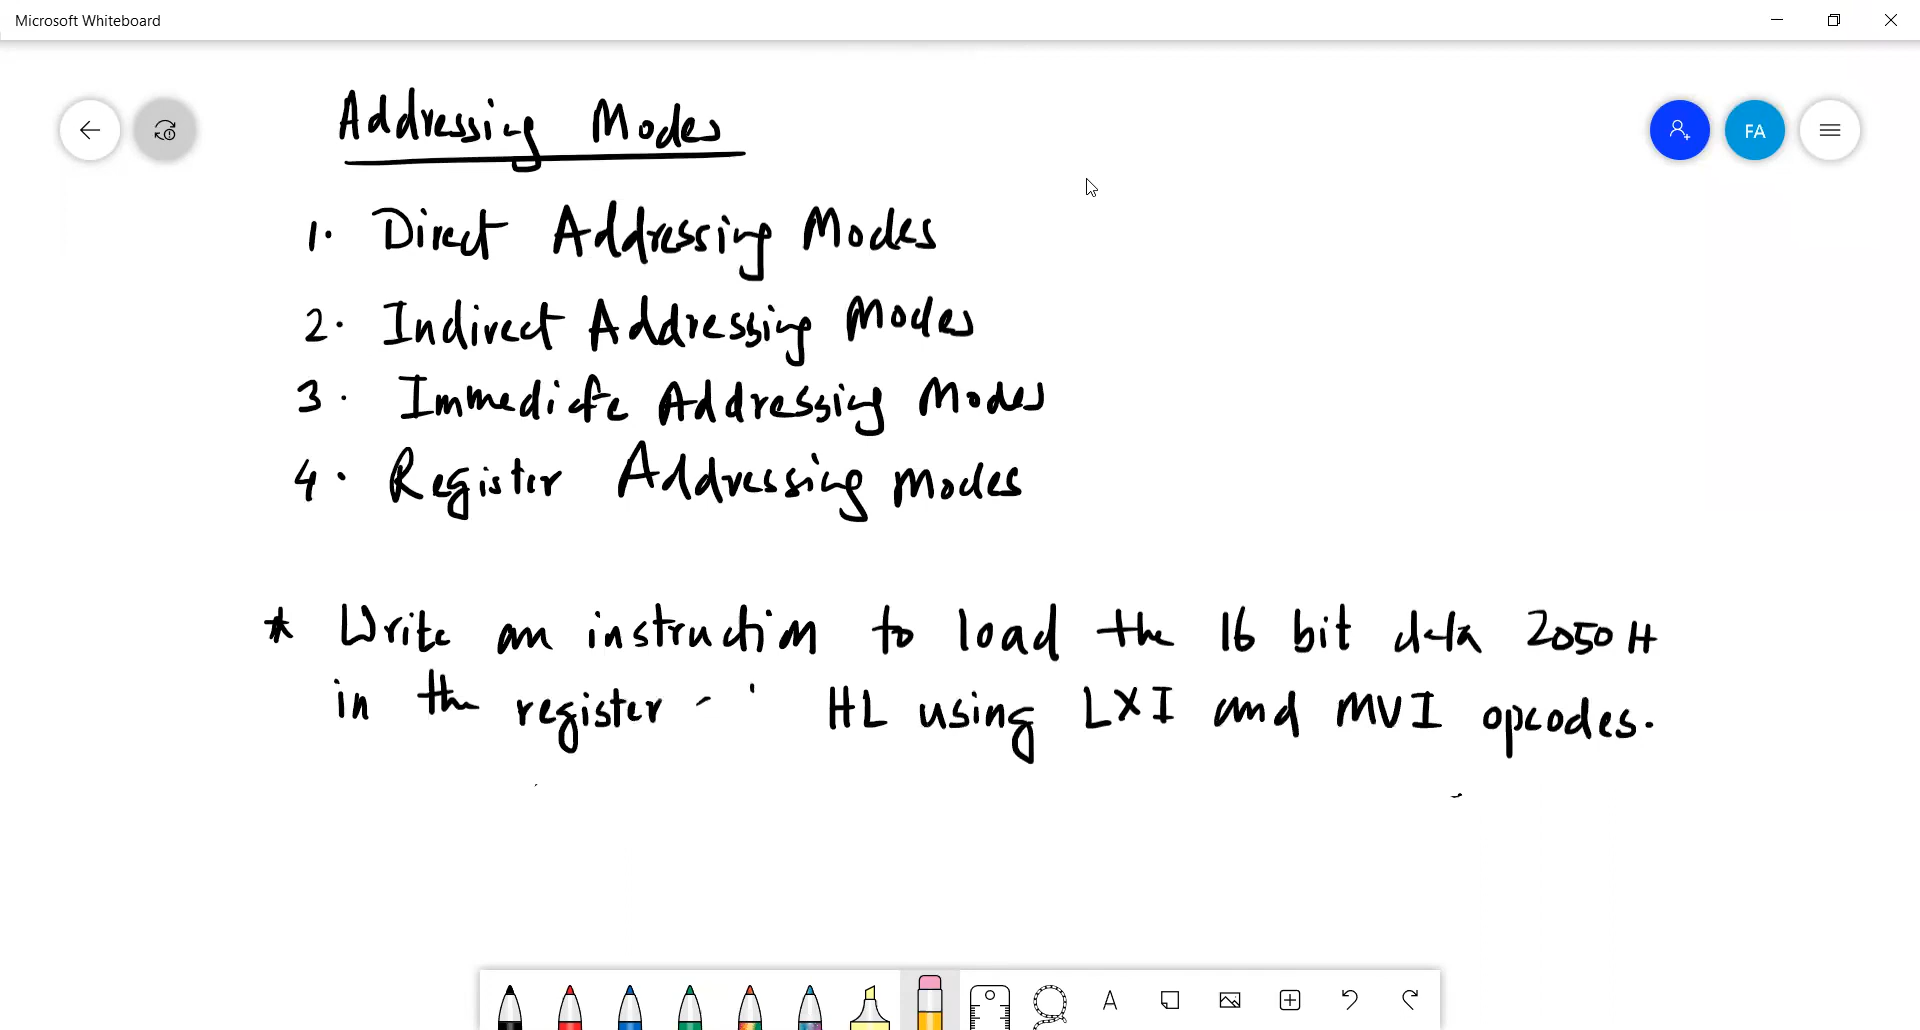 Microsoft Whiteboard
FA
Addressing Modes
1. Direct Addressing Modes
2. Indirect Addressing Modes
3. Immediate Addressing Modes
4. Register Addressing Modes
* Write an instruction to load the 16 bit data 2050H
in the register HL using LXI and MVI opcodes.
A